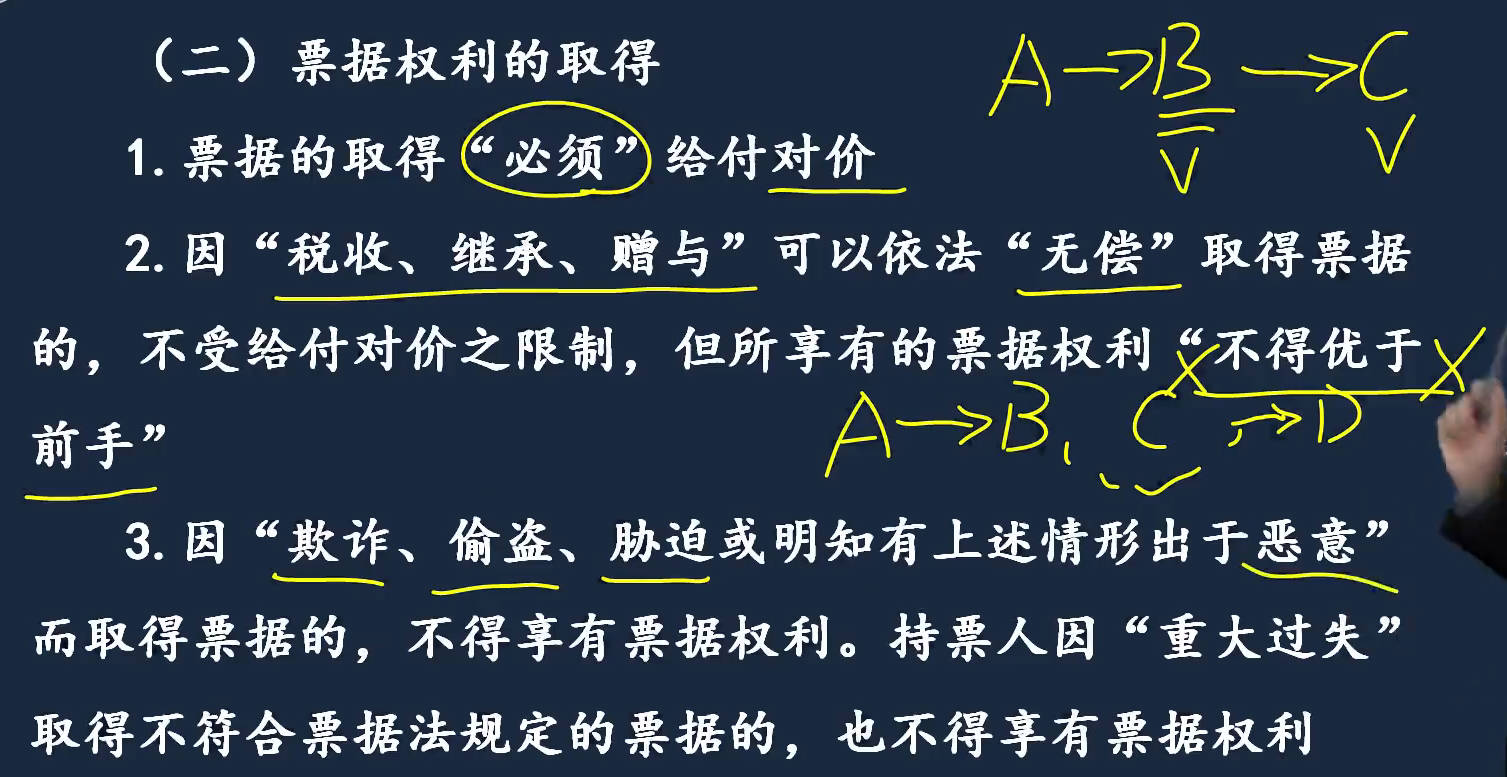 （二）票据权利的取得
A→B→C
1.票据的取得“必须”给付对价
2.因“税收、继承、赠与”可以依法“无偿”取得票据
的，不受给付对价之限制，但所享有的票据权利“不得优于
前手”
A→B、C，→D
3.因“欺诈、偷盗、胁迫或明知有上述情形出于恶意”
而取得票据的，不得享有票据权利。持票人因“重大过失”
取得不符合票据法规定的票据的，也不得享有票据权利